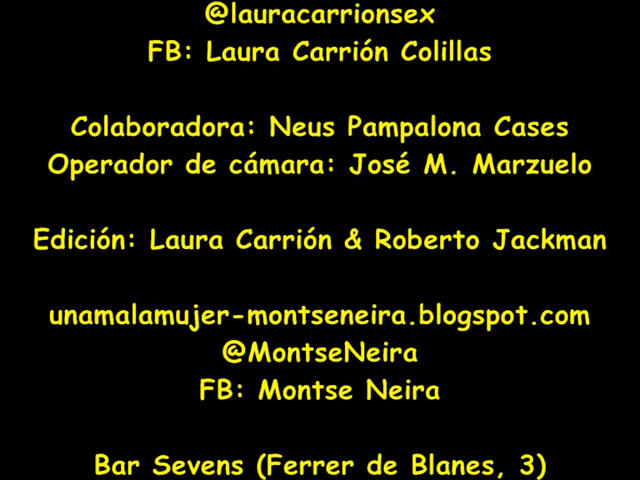 @lauracarrionsex
FB: Laura Carrión Colillas
Colaboradora: Neus Pampalona Cases
Operador de cámara: José M. Marzuelo
Edición: Laura Carrión & Roberto Jackman
unamalamujer-montseneira.blogspot.com
@MontseNeira
FB: Montse Neira
Bar Sevens (Ferrer de Blanes, 3)